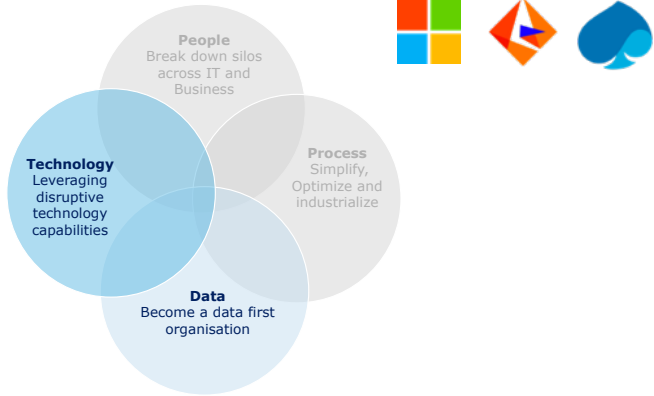 People
Break down silos
across IT and
Business
Technology
Leveraging
disruptive
technology
capabilities
Process
Simplify,
Optimize and
industrialize
Data
Become a data first
organisation